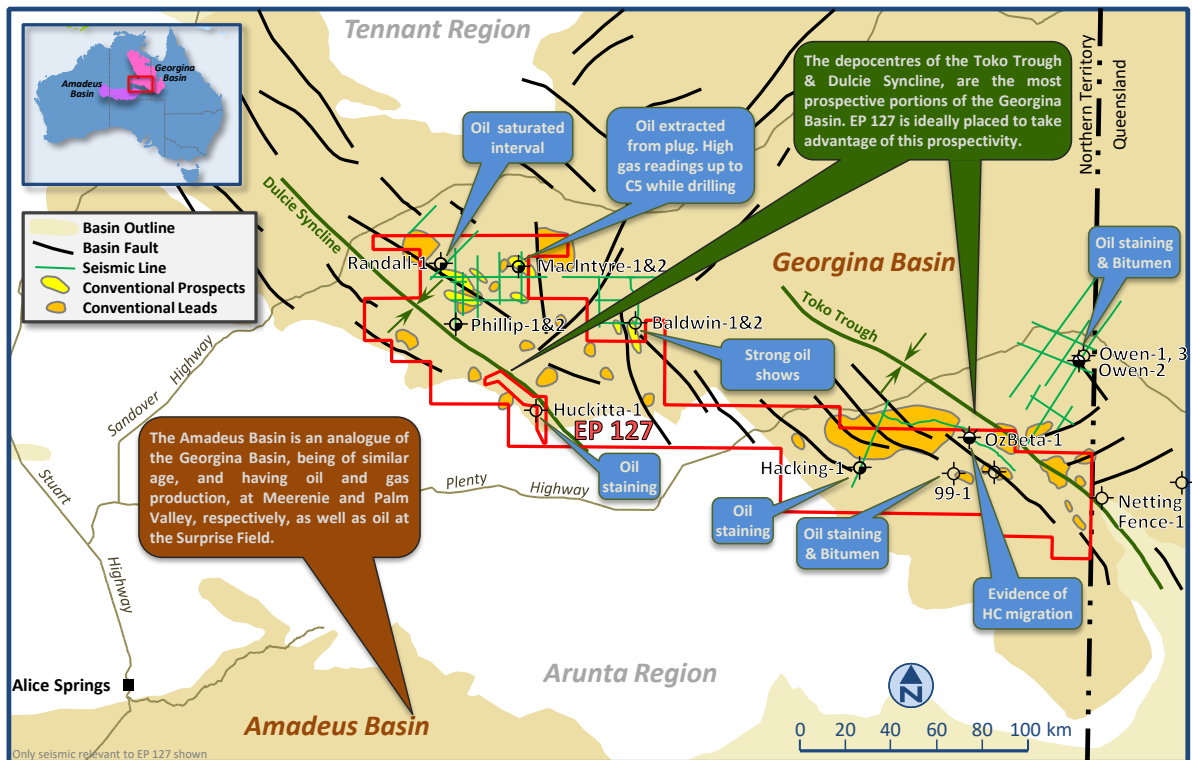 Tennant Region
Georgina
Basin
Amadeus
Basin
The depocentres of the Toko Trough
& Dulcie Syncline, are the most
prospective portions of the Georgina
Basin. EP 127 is ideally placed to take
advantage of this prospectivity.
Northern Territory
Queensland
Oil saturated
interval
Oil extracted
from plug. High
gas readings up to
C5 while drilling
Dulcie Syncline
Basin Outline
Basin Fault
Seismic Line
Conventional Prospects
Conventional Leads
Oil staining
& Bitumen
Randall-1
MacIntyre-1&2
Georgina Basin
Toko Trough
Phillip-1&2
Baldwin-1&2
Strong oil
shows
Owen-1, 3
Owen-2
Sandover Highway
Huckitta-1
EP 127
The Amadeus Basin is an analogue of
the Georgina Basin, being of similar
age, and having oil and gas
production, at Meerenie and Palm
Valley, respectively, as well as oil at
the Surprise Field.
Oil
staining
Plenty Highway
Stuart Highway
OzBeta-1
Hacking-1
99-1
Netting
Fence-1
Oil
staining
Oil staining
& Bitumen
Evidence of
HC migration
Arunta Region
Alice Springs
Amadeus Basin
N
0 20 40 60 80 100 km
Only seismic relevant to EP 127 shown